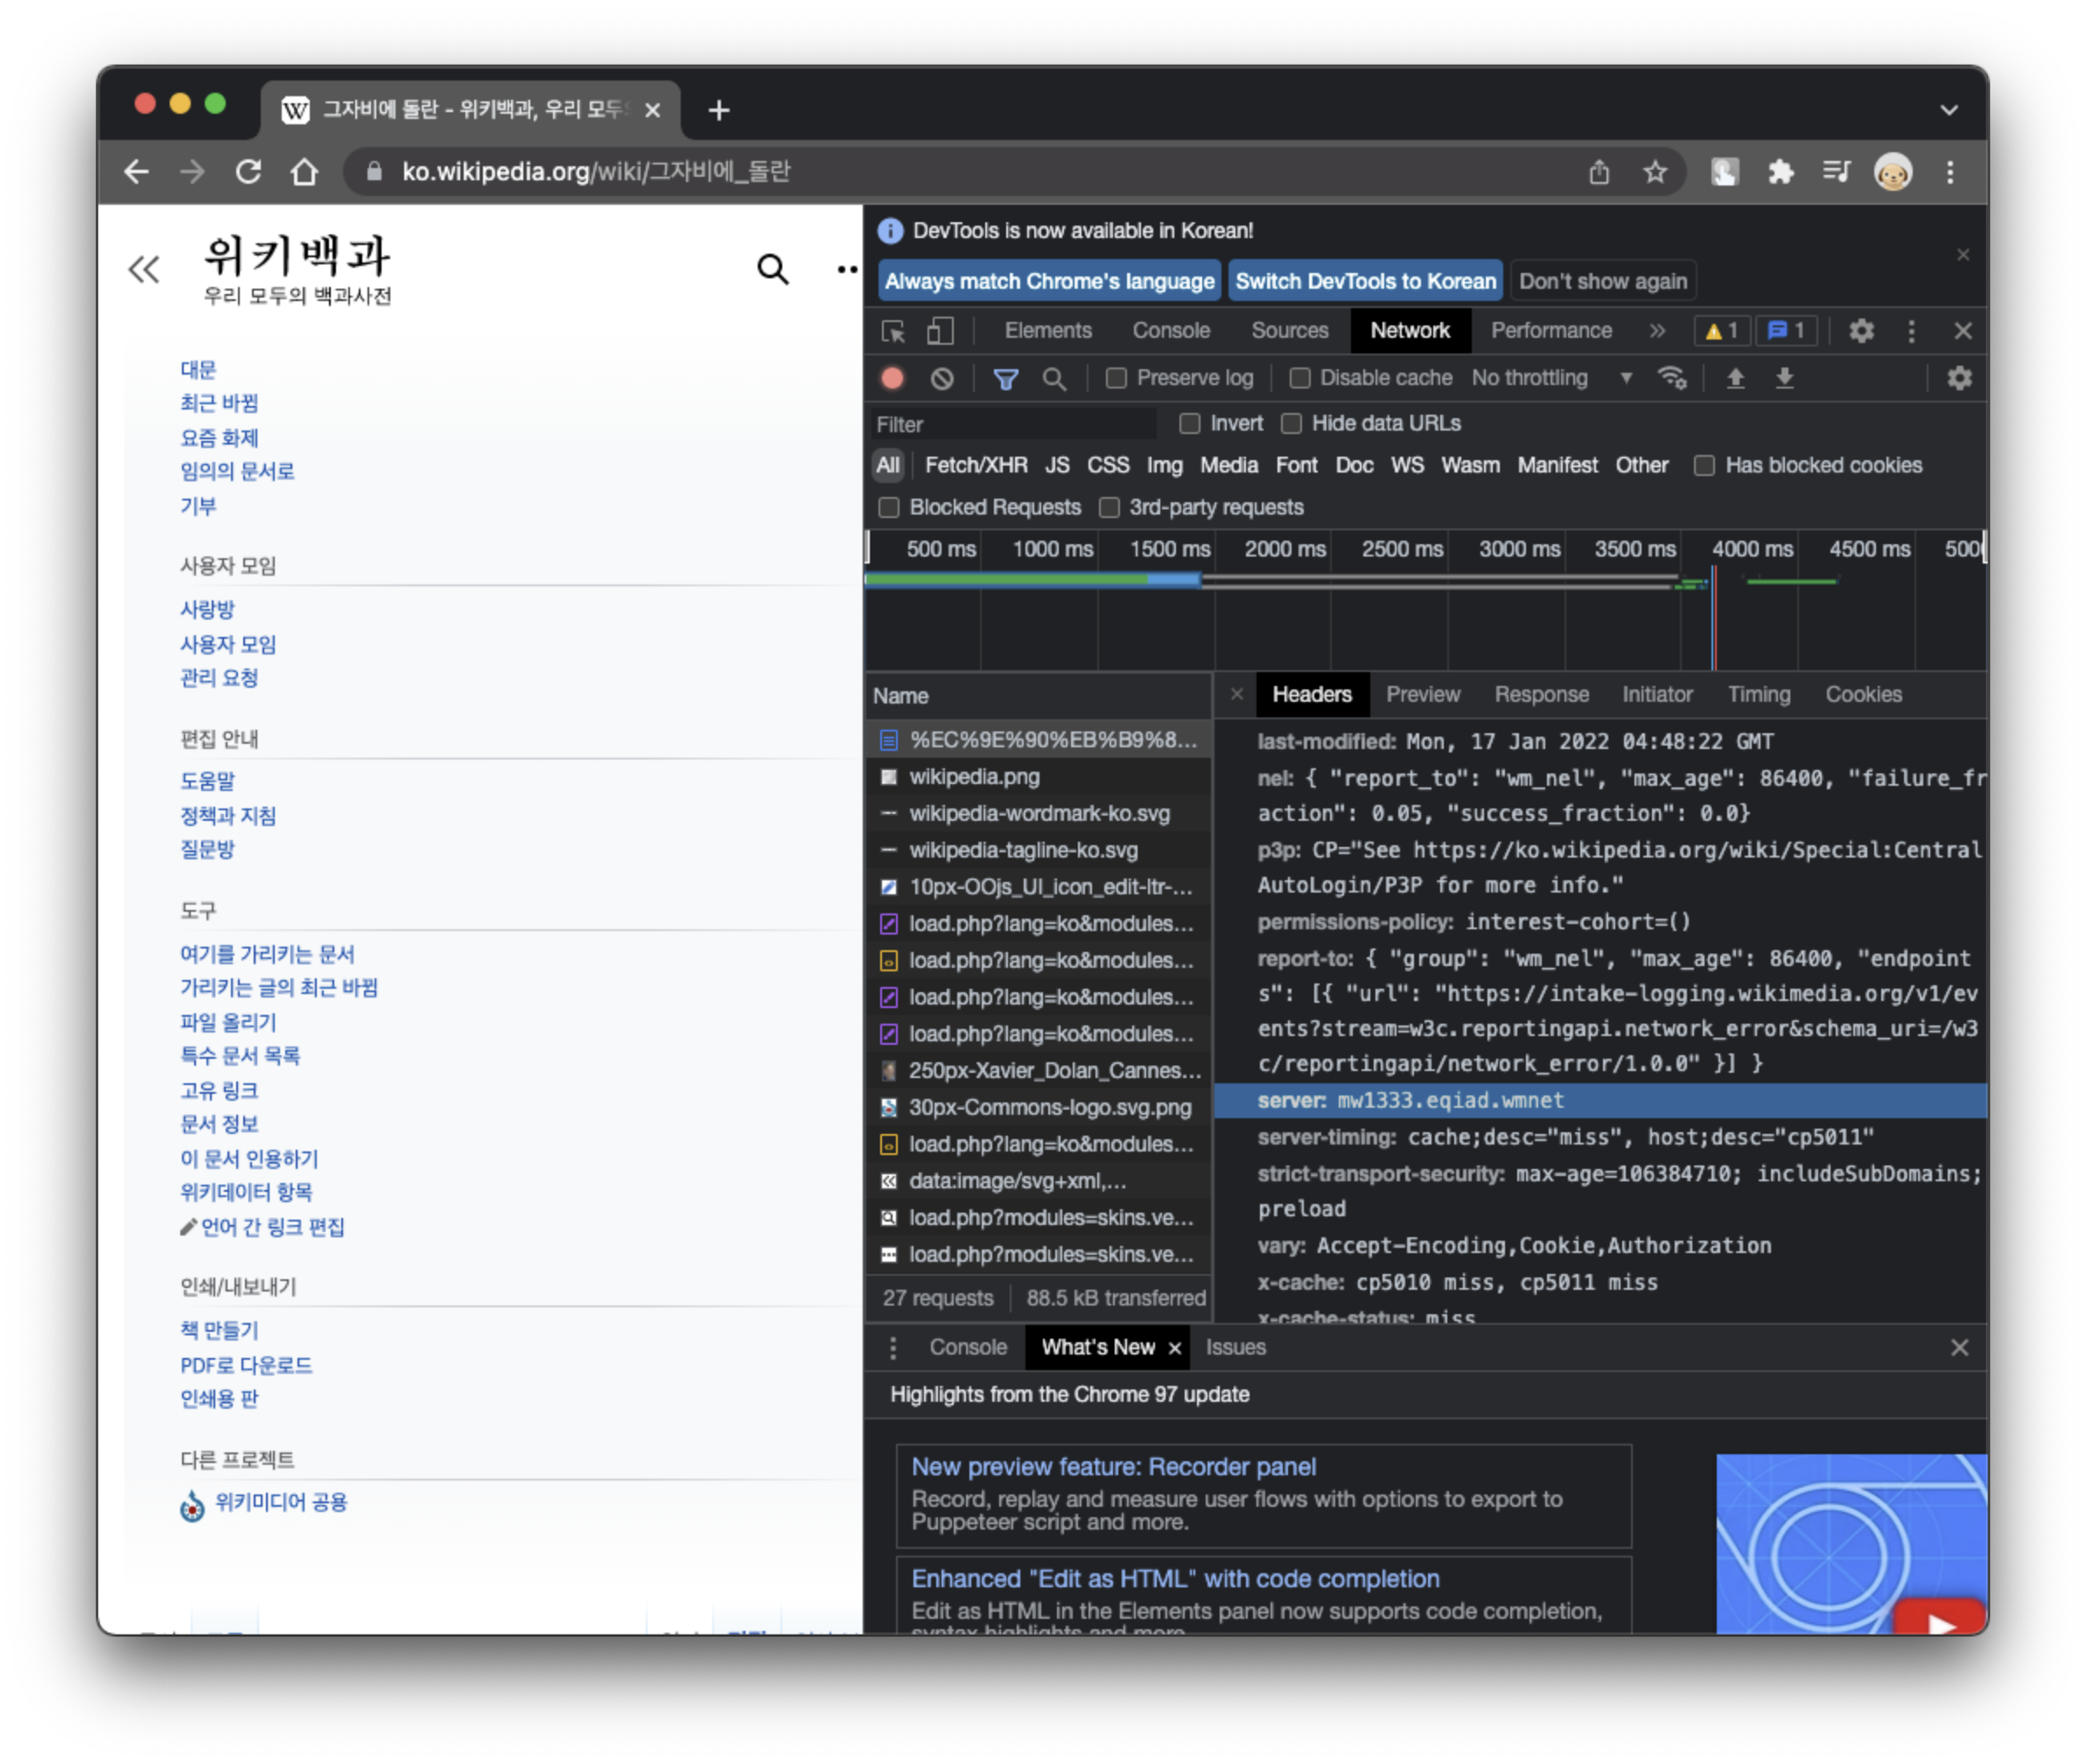 그자비에 돌란 - 위키백과, 우리 모두
ko.wikipedia.org/wiki/그자비에_돌란
위키백과
우리 모두의 백과사전
대문
최근 바뀜
요즘 화제
임의의 문서로
기부
사용자 모임
사랑방
사용자 모임
관리 요청
편집 안내
도움말
정책과 지침
질문방
도구
여기를 가리키는 문서
가리키는 글의 최근 바뀜
파일 올리기
특수 문서 목록
고유 링크
문서 정보
이 문서 인용하기
위키데이터 항목
언어 간 링크 편집
인쇄/내보내기
책 만들기
PDF로 다운로드
인쇄용 판
다른 프로젝트
위키미디어 공용
DevTools is now available in Korean!
Always match Chrome's language Switch DevTools to Korean Don't show again
Elements Console Sources Network Performance 1 1
Preserve log Disable cache No throttling
Filter Invert Hide data URLs
All Fetch/XHR JS CSS Img Media Font Doc WS Wasm Manifest Other Has blocked cookies
Blocked Requests 3rd-party requests
500 ms 1000 ms 1500 ms 2000 ms 2500 ms 3000 ms 3500 ms 4000 ms 4500 ms 500
Name
%EC%9E%90%EB%B9%8...
wikipedia.png
wikipedia-wordmark-ko.svg
wikipedia-tagline-ko.svg
10px-OOjs_UI_icon_edit-ltr-...
load.php?lang=ko&modules...
load.php?lang=ko&modules...
load.php?lang=ko&modules...
load.php?lang=ko&modules...
250px-Xavier_Dolan_Cannes...
30px-Commons-logo.svg.png
load.php?lang=ko&modules...
data:image/svg+xml,...
load.php?modules=skins.ve...
load.php?modules=skins.ve...
27 requests 88.5 kB transferred
Headers Preview Response Initiator Timing Cookies
last-modified: Mon, 17 Jan 2022 04:48:22 GMT
nel: { "report_to": "wm_nel", "max_age": 86400, "failure_fr
action": 0.05, "success_fraction": 0.0}
p3p: CP="See https://ko.wikipedia.org/wiki/Special:Central
AutoLogin/P3P for more info."
permissions-policy: interest-cohort=()
report-to: { "group": "wm_nel", "max_age": 86400, "endpoint
s": [{ "url": "https://intake-logging.wikimedia.org/v1/ev
ents?stream=w3c.reportingapi.network_error&schema_uri=/w3
c/reportingapi/network_error/1.0.0" }] }
server: mw1333.eqiad.wmnet
server-timing: cache;desc="miss", host;desc="cp5011"
strict-transport-security: max-age=106384710; includeSubDomains;
preload
vary: Accept-Encoding,Cookie,Authorization
x-cache: cp5010 miss, cp5011 miss
x-cache-status: miss
Console What's New Issues
Highlights from the Chrome 97 update
New preview feature: Recorder panel
Record, replay and measure user flows with options to export to
Puppeteer script and more.
Enhanced "Edit as HTML" with code completion
Edit as HTML in the Elements panel now supports code completion,
syntax highlights and more